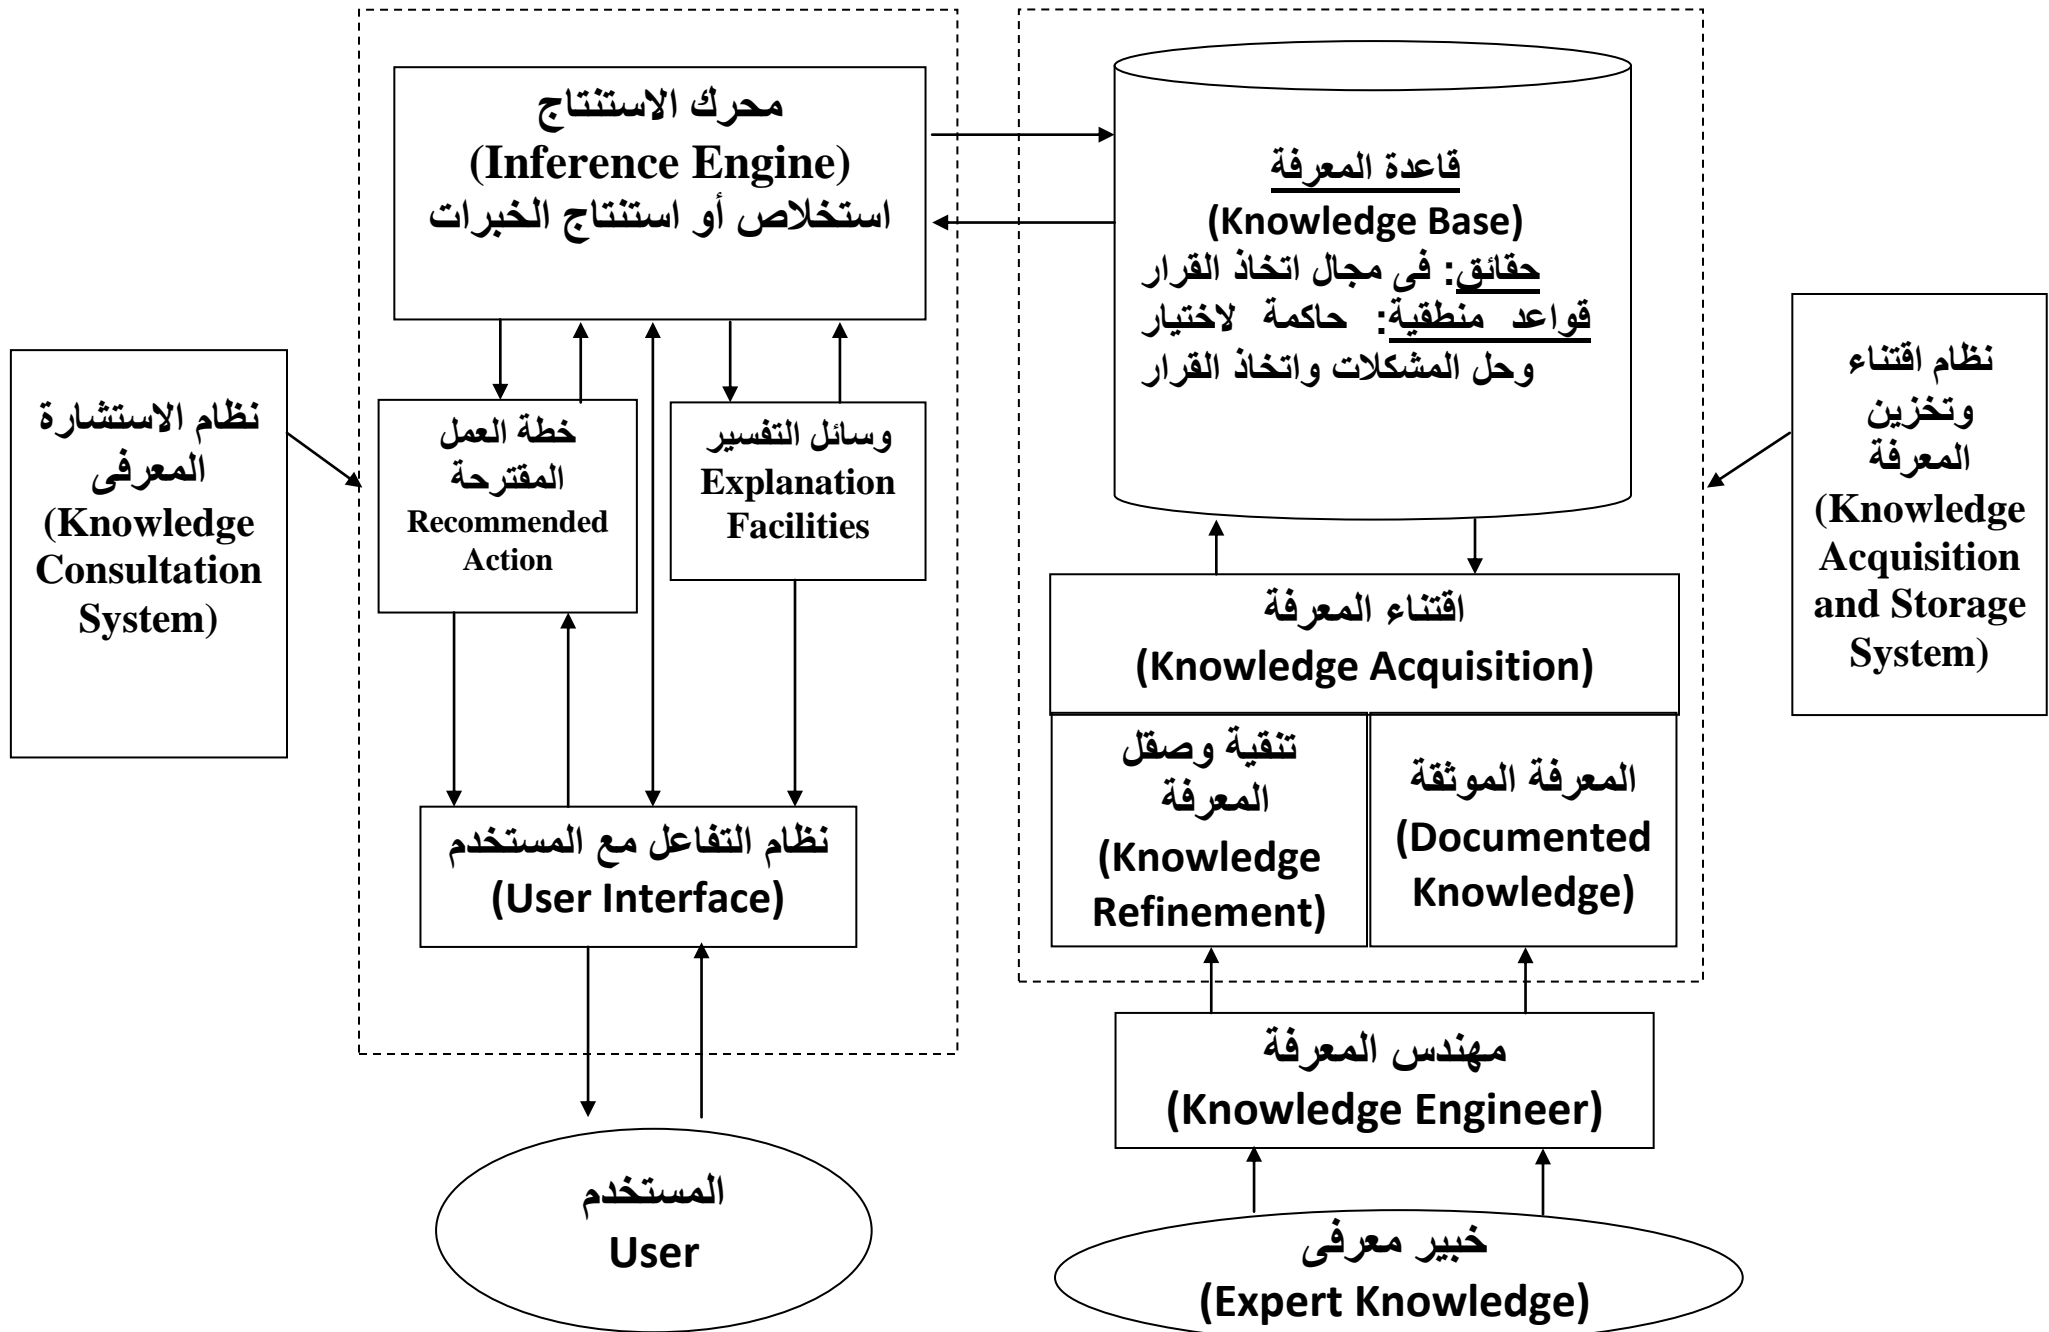 محرك الاستنتاج
(Inference Engine)
استخلاص أو استنتاج الخبرات
قاعدة المعرفة
(Knowledge Base)
حقائق: فى مجال اتخاذ القرار
قواعد منطقية: حاكمة لاختيار
وحل المشكلات واتخاذ القرار
نظام اقتناء
وتخزين
المعرفة
(Knowledge
Acquisition
and Storage
System)
نظام الاستشارة
المعرفى
(Knowledge
Consultation
System)
خطة العمل
المقترحة
Recommended
Action
وسائل التفسير
Explanation
Facilities
اقتناء المعرفة
(Knowledge Acquisition)
تنقية وصقل
المعرفة
(Knowledge
Refinement)
المعرفة الموثقة
(Documented
Knowledge)
نظام التفاعل مع المستخدم
(User Interface)
مهندس المعرفة
(Knowledge Engineer)
المستخدم
User
خبير معرفى
(Expert Knowledge)